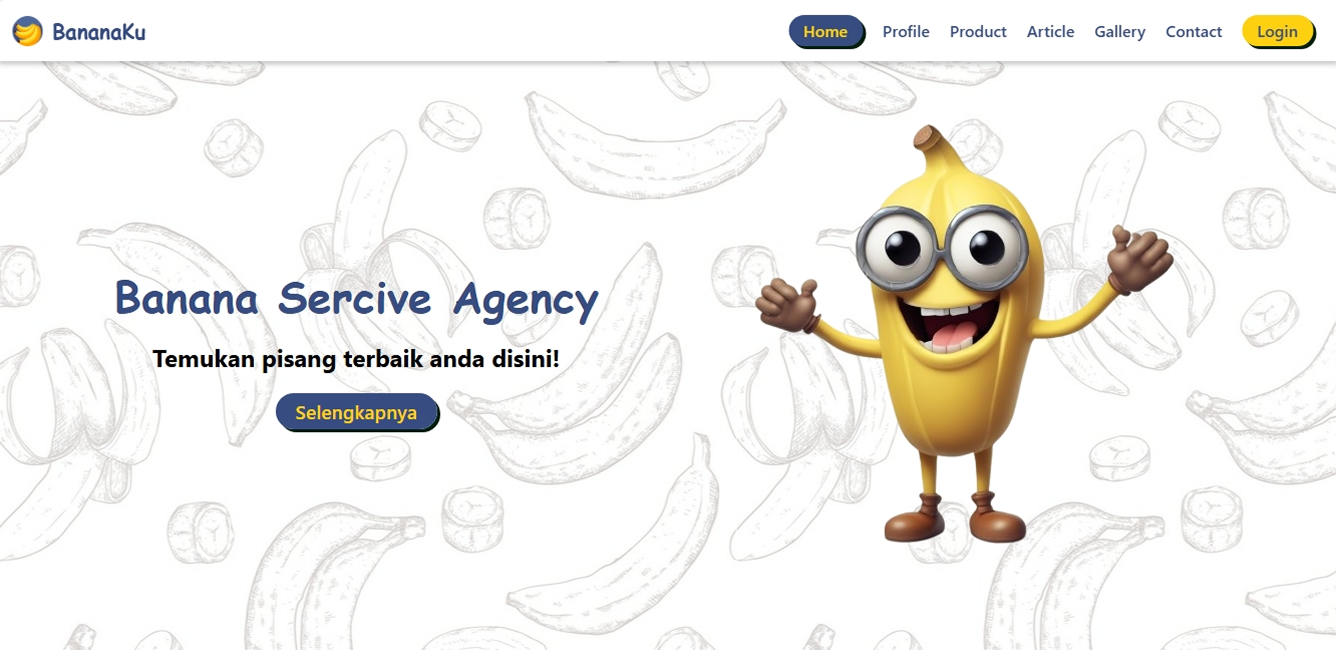 BananaKu
Home Profile Product Article Gallery Contact Login
Banana Sercive Agency
Temukan pisang terbaik anda disini!
Selengkapnya